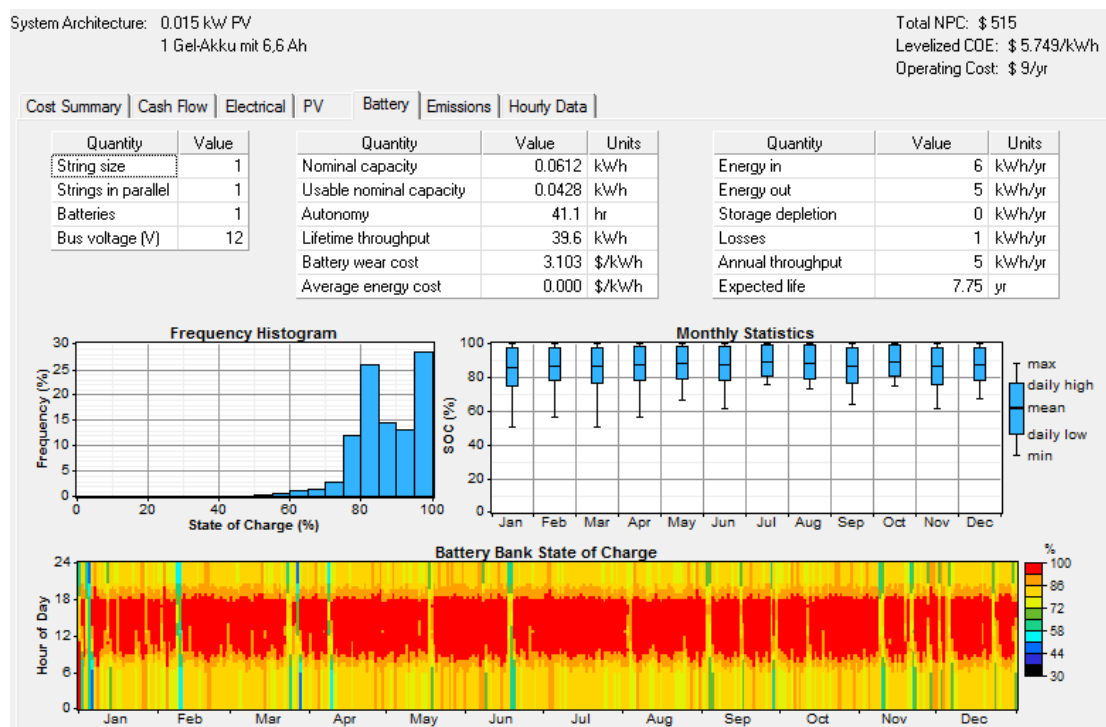 System Architecture: 0.015 kW PV
1 Gel-Akku mit 6,6 Ah
Total NPC: $ 515
Levelized COE: $ 5.749/kWh
Operating Cost: $ 9/yr
Cost Summary Cash Flow Electrical PV Battery Emissions Hourly Data
Quantity Value
String size 1
Strings in parallel 1
Batteries 1
Bus voltage (V) 12
Quantity Value Units
Nominal capacity 0.0612 kWh
Usable nominal capacity 0.0428 kWh
Autonomy 41.1 hr
Lifetime throughput 39.6 kWh
Battery wear cost 3.103 $/kWh
Average energy cost 0.000 $/kWh
Quantity Value Units
Energy in 6 kWh/yr
Energy out 5 kWh/yr
Storage depletion 0 kWh/yr
Losses 1 kWh/yr
Annual throughput 5 kWh/yr
Expected life 7.75 yr
Frequency Histogram
Frequency (%)
30
25
20
15
10
5
0
0 20 40 60 80 100
State of Charge (%)
Monthly Statistics
SOC (%)
100
80
60
40
20
0
Jan Feb Mar Apr May Jun Jul Aug Sep Oct Nov Dec
max
daily high
mean
daily low
min
Battery Bank State of Charge
Hour of Day
24
18
12
6
0
Jan Feb Mar Apr May Jun Jul Aug Sep Oct Nov Dec
%
100
86
72
58
44
30